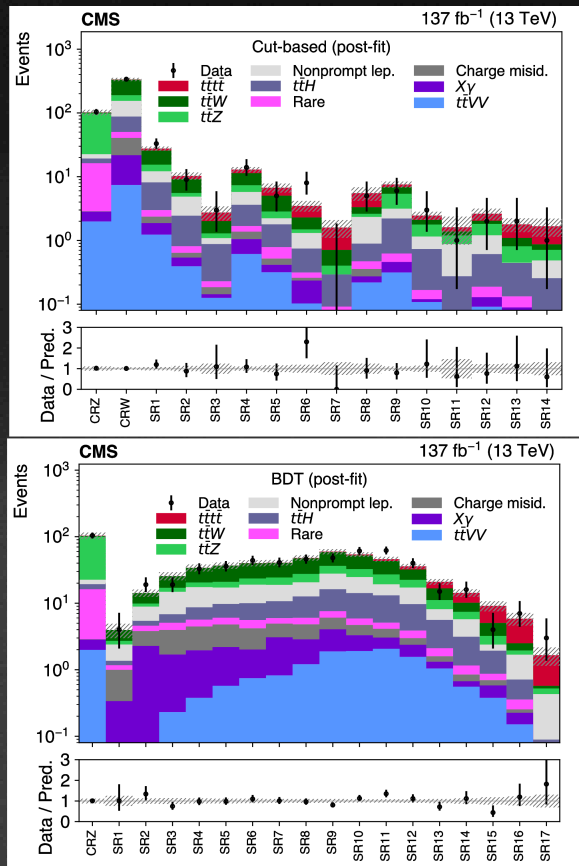 CMS 137 fb⁻¹ (13 TeV)
Cut-based (post-fit)
Data Nonprompt lep. Charge misid.
tt̄tt̄ tt̄H Xγ
tt̄W Rare tt̄VV
tt̄Z
Events
10³
10²
10¹
10⁰
10⁻¹
Data / Pred.
3
2
1
0
CRZ CRW SR1 SR2 SR3 SR4 SR5 SR6 SR7 SR8 SR9 SR10 SR11 SR12 SR13 SR14
CMS 137 fb⁻¹ (13 TeV)
BDT (post-fit)
Data Nonprompt lep. Charge misid.
tt̄tt̄ tt̄H Xγ
tt̄W Rare tt̄VV
tt̄Z
Events
10³
10²
10¹
10⁰
10⁻¹
Data / Pred.
3
2
1
0
CRZ SR1 SR2 SR3 SR4 SR5 SR6 SR7 SR8 SR9 SR10 SR11 SR12 SR13 SR14 SR15 SR16 SR17